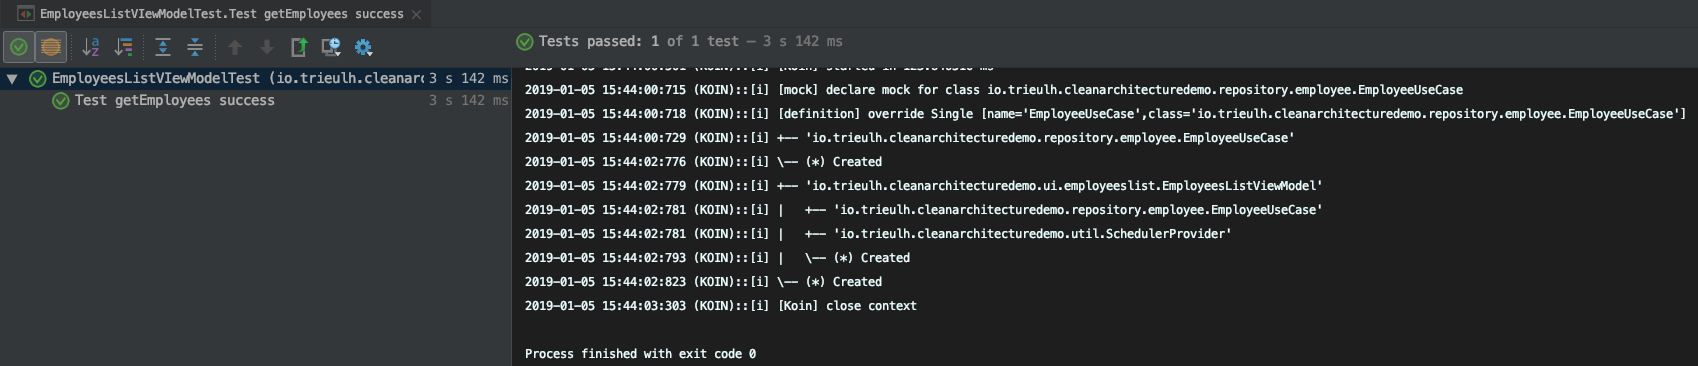 EmployeesListVIewModelTest.Test getEmployees success
Tests passed: 1 of 1 test – 3 s 142 ms
EmployeesListVIewModelTest (io.trieulh.cleanarc 3 s 142 ms
Test getEmployees success 3 s 142 ms
2019-01-05 15:44:00:715 (KOIN)::[i] [mock] declare mock for class io.trieulh.cleanarchitecturedemo.repository.employee.EmployeeUseCase
2019-01-05 15:44:00:718 (KOIN)::[i] [definition] override Single [name='EmployeeUseCase',class='io.trieulh.cleanarchitecturedemo.repository.employee.EmployeeUseCase']
2019-01-05 15:44:00:729 (KOIN)::[i] +-- 'io.trieulh.cleanarchitecturedemo.repository.employee.EmployeeUseCase'
2019-01-05 15:44:02:776 (KOIN)::[i] \-- (*) Created
2019-01-05 15:44:02:779 (KOIN)::[i] +-- 'io.trieulh.cleanarchitecturedemo.ui.employeeslist.EmployeesListViewModel'
2019-01-05 15:44:02:781 (KOIN)::[i] |   +-- 'io.trieulh.cleanarchitecturedemo.repository.employee.EmployeeUseCase'
2019-01-05 15:44:02:781 (KOIN)::[i] |   +-- 'io.trieulh.cleanarchitecturedemo.util.SchedulerProvider'
2019-01-05 15:44:02:793 (KOIN)::[i] |   \-- (*) Created
2019-01-05 15:44:02:823 (KOIN)::[i] \-- (*) Created
2019-01-05 15:44:03:303 (KOIN)::[i] [Koin] close context
Process finished with exit code 0